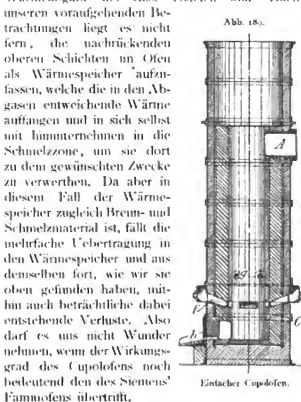 unseren voraufgehenden Be-
trachtungen liegt es nicht
fern, die nachrückenden
oberen Schichten im Ofen
als Wärmespeicher aufzu-
fassen, welche die in den Ab-
gasen entweichende Wärme
auffangen und in sich selbst
mit hinunternehmen in die
Schmelzzone, um sie dort
zu dem gewünschten Zwecke
zu verwerthen. Da aber in
diesem Fall der Wärme-
speicher zugleich Brenn- und
Schmelzmaterial ist, fällt die
mehrfache Uebertragung in
den Wärmespeicher und aus
demselben fort, wie wir sie
oben gefunden haben, mit-
hin auch beträchtliche dabei
entstehende Verluste. Also
darf es uns nicht Wunder
nehmen, wenn der Wirkungs-
grad des Cupolofens noch
bedeutend den des Siemens'
Flammofens übertrifft.
Abb. 189.
A
C
h
Einfacher Cupolofen.